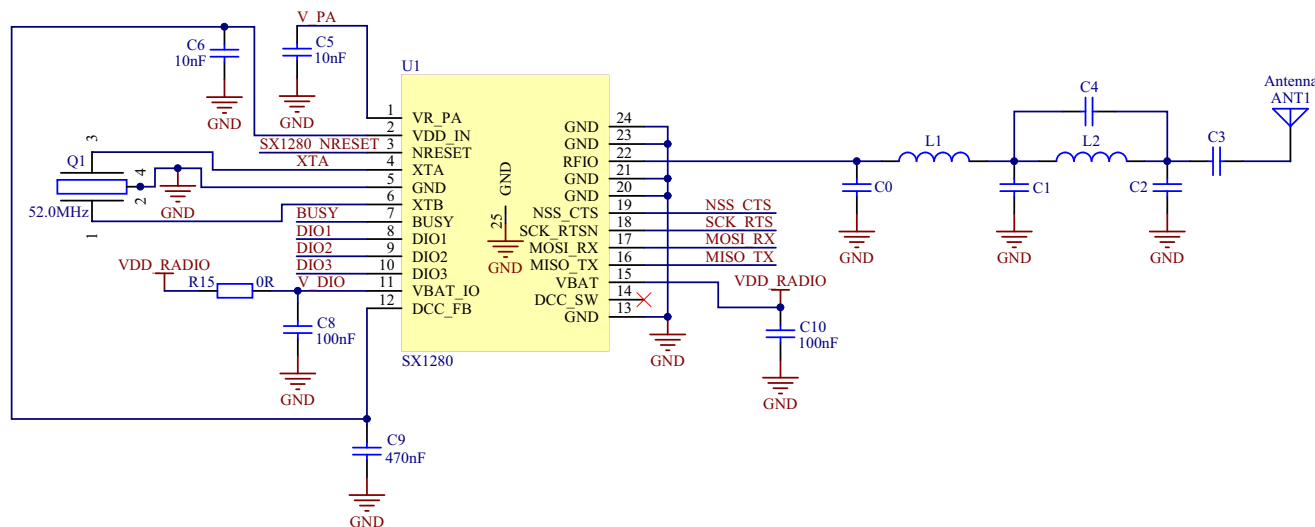 V_PA
C6
10nF
GND
C5
10nF
GND
U1
1
VR_PA
2
VDD_IN
SX1280_NRESET
3
NRESET
XTA
4
XTA
5
GND
6
XTB
BUSY
7
BUSY
DIO1
8
DIO1
DIO2
9
DIO2
DIO3
10
DIO3
V_DIO
11
VBAT_IO
12
DCC_FB
3
Q1
4
2
52.0MHz
1
GND
VDD_RADIO
R15
0R
C8
100nF
GND
C9
470nF
GND
GND
25
GND
SX1280
24
GND
23
GND
22
RFIO
21
GND
20
GND
19
NSS_CTS
NSS_CTS
18
SCK_RTSN
SCK_RTS
17
MOSI_RX
MOSI_RX
16
MISO_TX
MISO_TX
15
VBAT
14
DCC_SW
13
GND
GND
VDD_RADIO
C10
100nF
GND
C0
GND
L1
C1
GND
C4
L2
C2
GND
C3
Antenna
ANT1